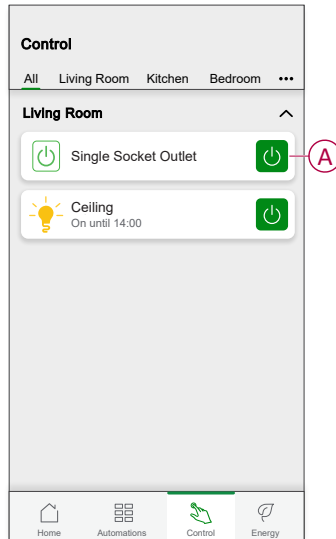 Control
All Living Room Kitchen Bedroom •••
Living Room
Single Socket Outlet
A
Ceiling
On until 14:00
Home Automations Control Energy